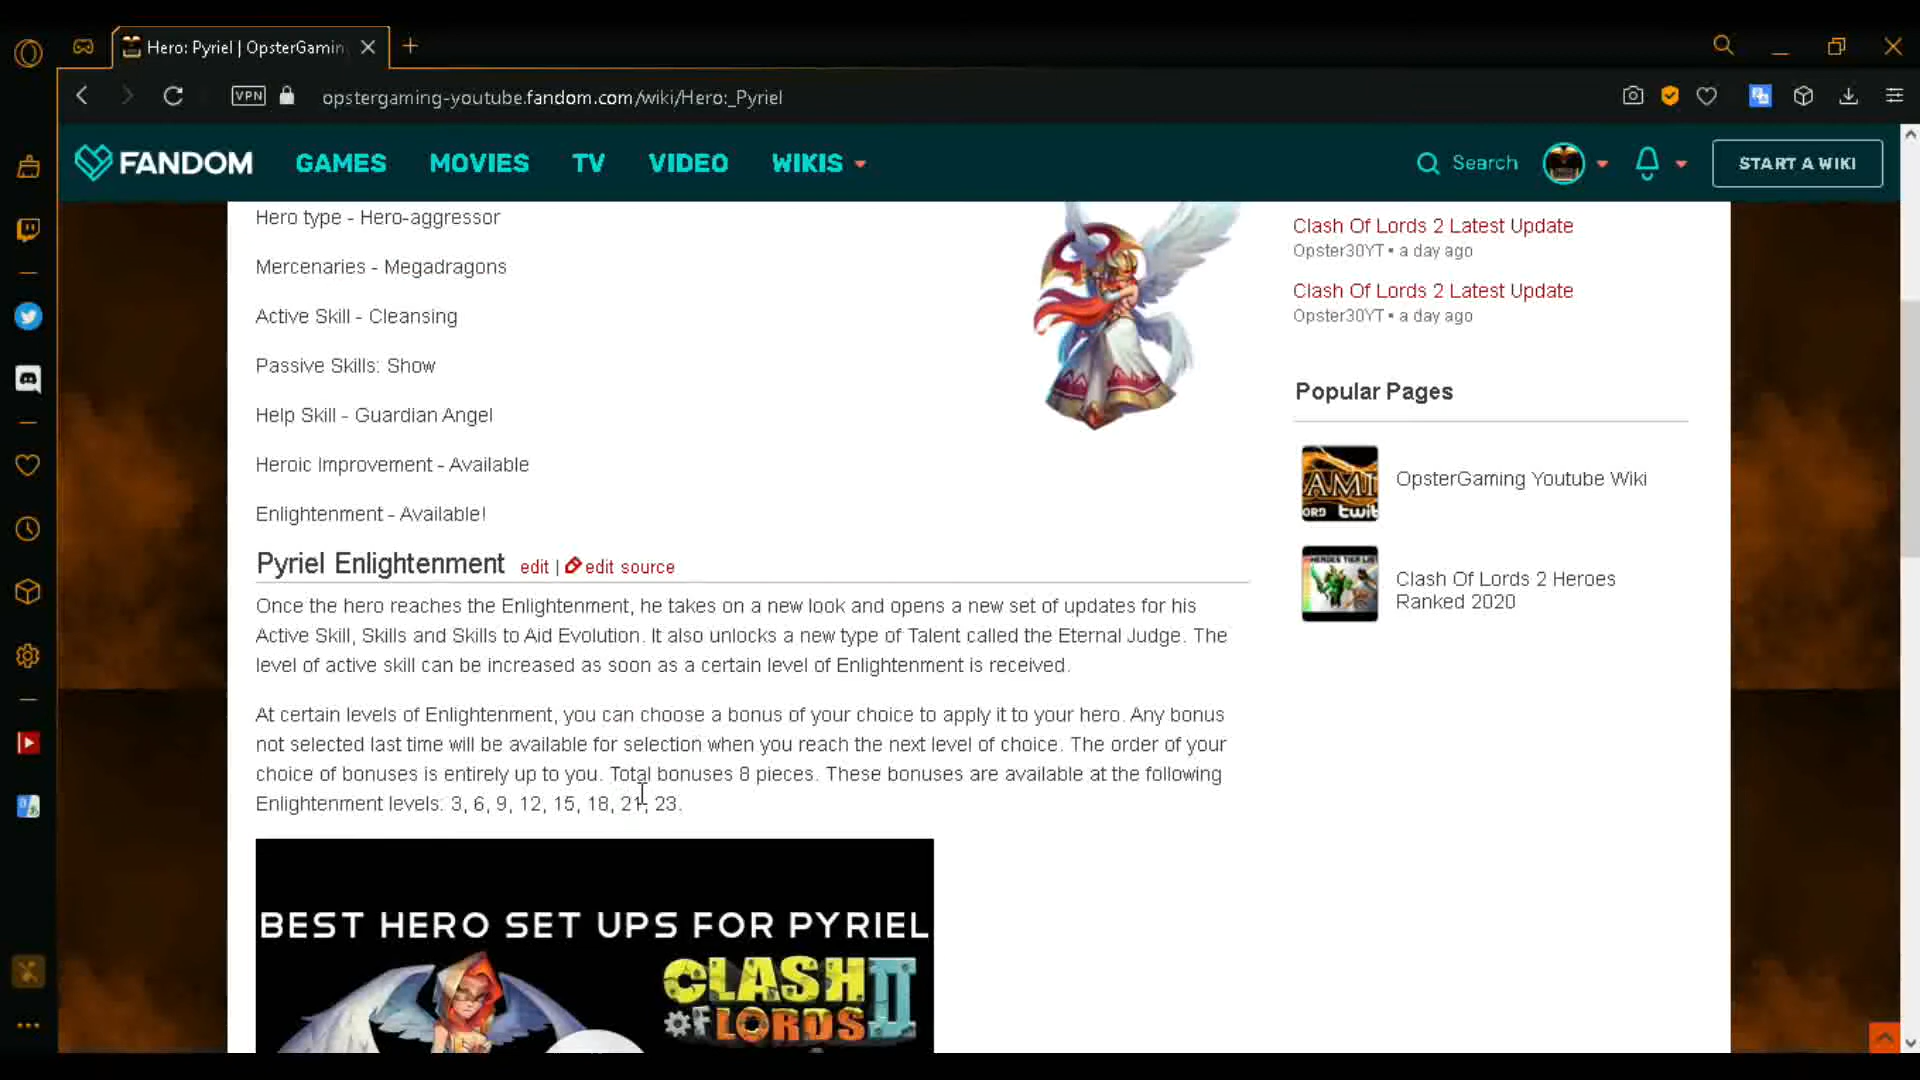 Hero: Pyriel | OpsterGamin
VPN
opstergaming-youtube.fandom.com/wiki/Hero:_Pyriel
FANDOM
GAMES
MOVIES
TV
VIDEO
WIKIS
Search
START A WIKI
Hero type - Hero-aggressor
Mercenaries - Megadragons
Active Skill - Cleansing
Passive Skills: Show
Help Skill - Guardian Angel
Heroic Improvement - Available
Enlightenment - Available!
Pyriel Enlightenment edit | edit source
Once the hero reaches the Enlightenment, he takes on a new look and opens a new set of updates for his
Active Skill, Skills and Skills to Aid Evolution. It also unlocks a new type of Talent called the Eternal Judge. The
level of active skill can be increased as soon as a certain level of Enlightenment is received.
At certain levels of Enlightenment, you can choose a bonus of your choice to apply it to your hero. Any bonus
not selected last time will be available for selection when you reach the next level of choice. The order of your
choice of bonuses is entirely up to you. Total bonuses 8 pieces. These bonuses are available at the following
Enlightenment levels: 3, 6, 9, 12, 15, 18, 21, 23.
BEST HERO SET UPS FOR PYRIEL
CLASH II
OF LORDS
Clash Of Lords 2 Latest Update
Opster30YT • a day ago
Clash Of Lords 2 Latest Update
Opster30YT • a day ago
Popular Pages
AMI
ORD twit
OpsterGaming Youtube Wiki
HEROES TIER LIS
Clash Of Lords 2 Heroes
Ranked 2020